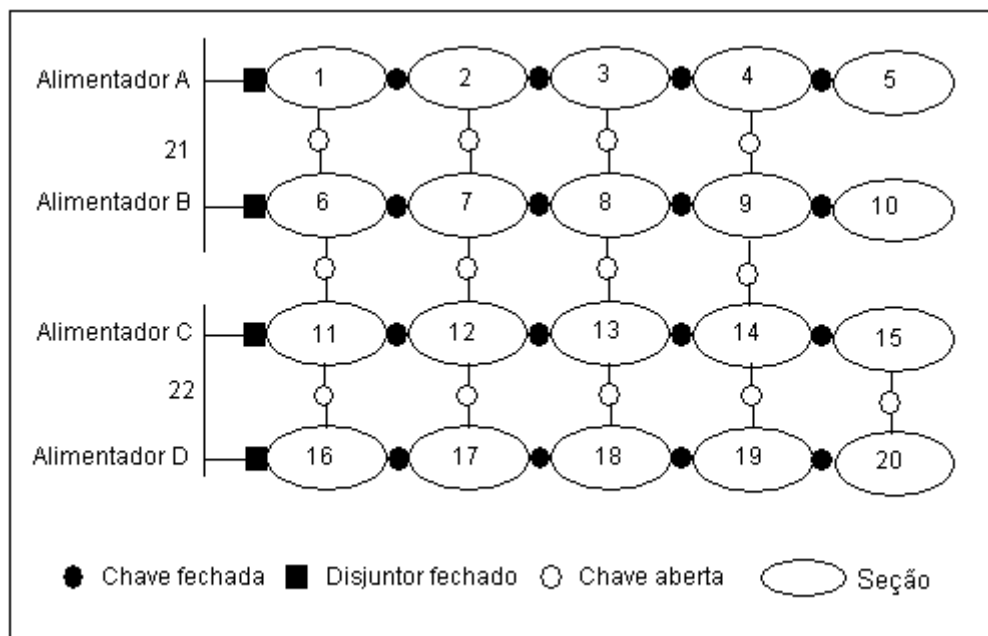 Alimentador A 1 2 3 4 5
21
Alimentador B 6 7 8 9 10
Alimentador C 11 12 13 14 15
22
Alimentador D 16 17 18 19 20
Chave fechada Disjuntor fechado Chave aberta Seção